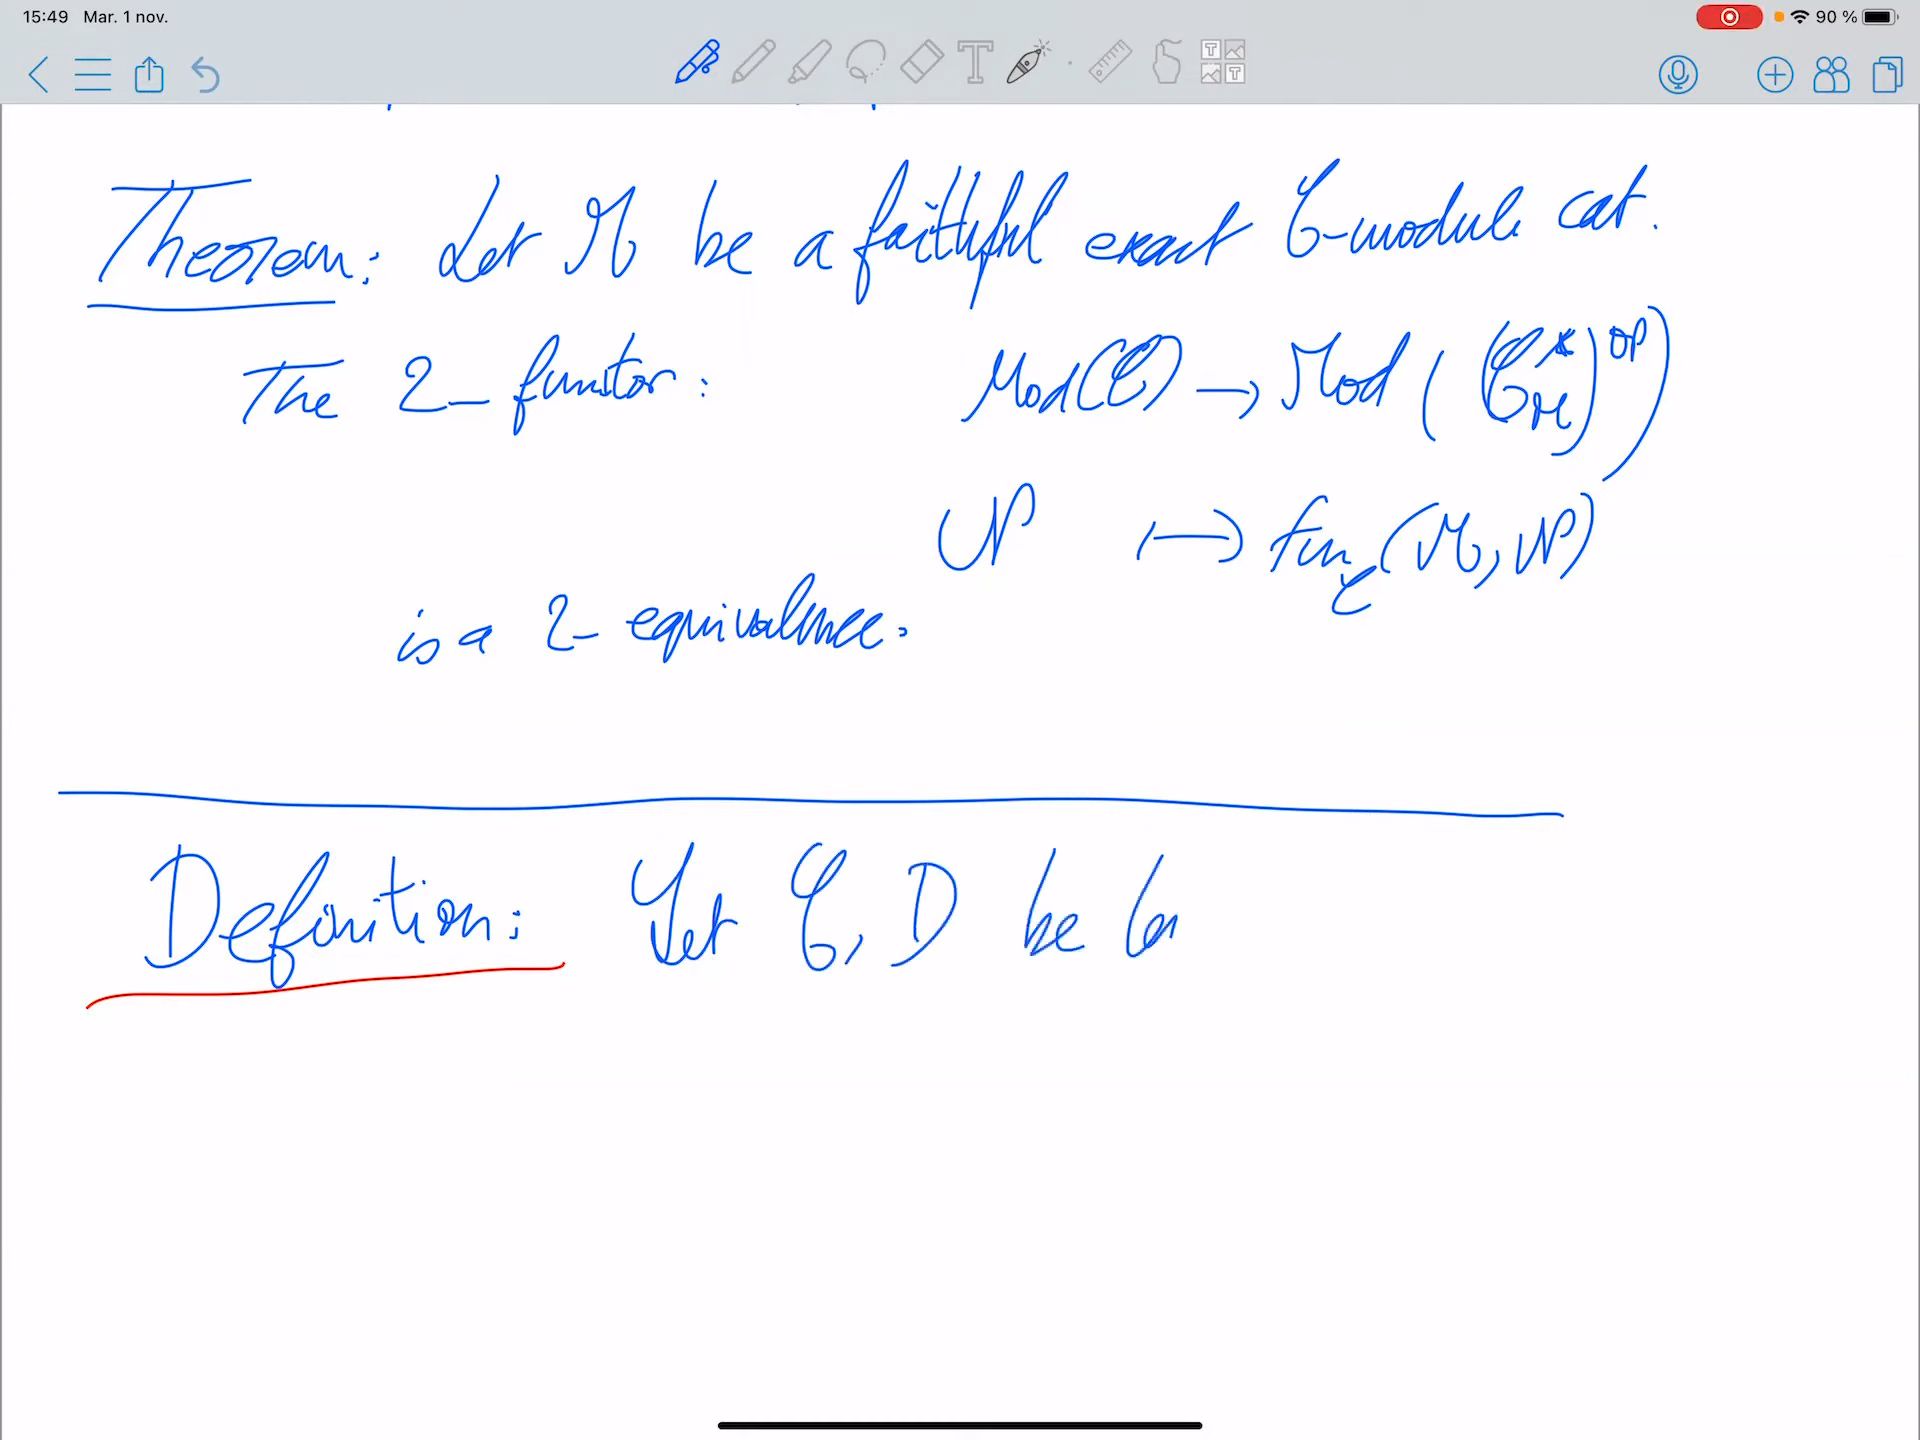 15:49 Mar. 1 nov. 90 %
Theorem: Let M be a faithful exact C-module cat.
The 2-functor: Mod(C) → Mod((C*_M)^op)
N ↦ Fun_C(M, N)
is a 2-equivalence.
Definition: Let C, D be